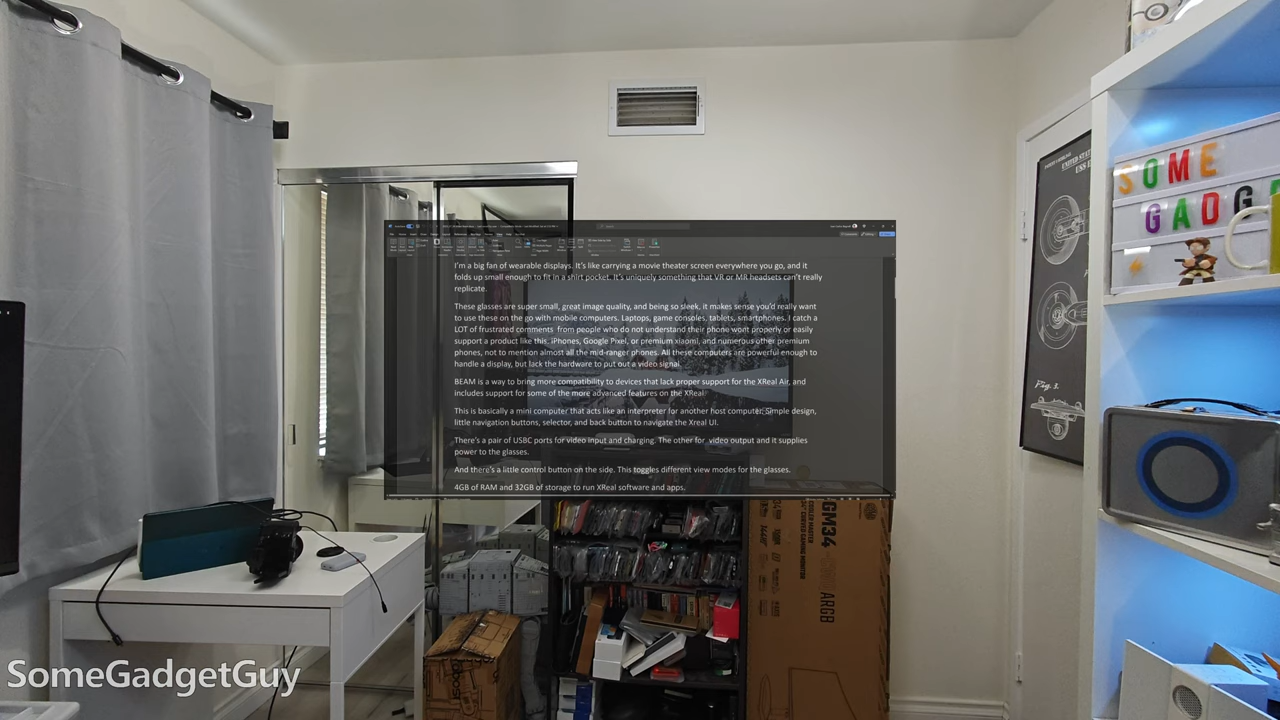 SOME
GADG
UNITED STATE
Fig. 3.
I'm a big fan of wearable displays. It's like carrying a movie theater screen everywhere you go, and it
folds up small enough to fit in a shirt pocket. It's uniquely something that VR or MR headsets can't really
replicate.
These glasses are super small, great image quality, and being so sleek, it makes sense you'd really want
to use these on the go with mobile computers. Laptops, game consoles, tablets, smartphones. I catch a
LOT of frustrated comments from people who do not understand their phone wont properly or easily
support a product like this. iPhones, Google Pixel, or premium xiaomi, and numerous other premium
phones, not to mention almost all the mid-ranger phones. All these computers are powerful enough to
handle a display, but lack the hardware to put out a video signal.
BEAM is a way to bring more compatibility to devices that lack proper support for the XReal Air, and
includes support for some of the more advanced features on the XReal
This is basically a mini computer that acts like an interpreter for another host computer. Simple design,
little navigation buttons, selector, and back button to navigate the Xreal UI.
There's a pair of USBC ports for video input and charging. The other for video output and it supplies
power to the glasses.
And there's a little control button on the side. This toggles different view modes for the glasses.
4GB of RAM and 32GB of storage to run XReal software and apps.
GM34-CWQ ARGB
34" CURVED GAMING MONITOR
COOLER MASTER
SomeGadgetGuy